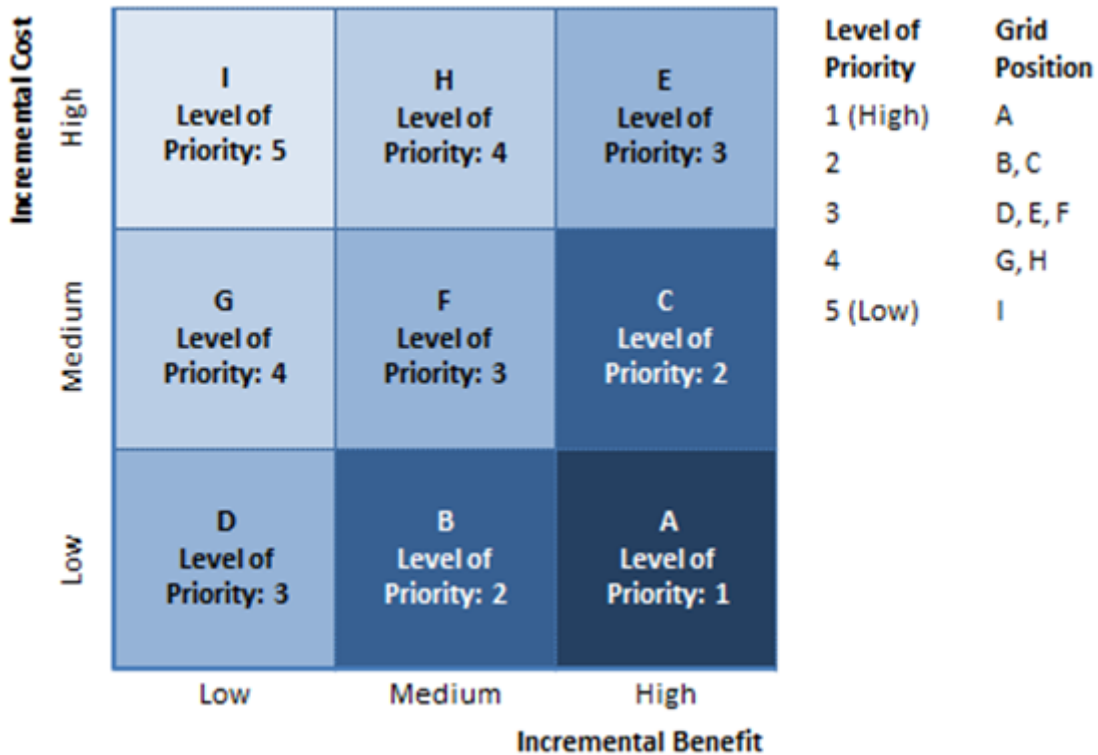 Incremental Cost
High
Medium
Low
I
Level of
Priority: 5
H
Level of
Priority: 4
E
Level of
Priority: 3
G
Level of
Priority: 4
F
Level of
Priority: 3
C
Level of
Priority: 2
D
Level of
Priority: 3
B
Level of
Priority: 2
A
Level of
Priority: 1
Low Medium High
Incremental Benefit
Level of Priority Grid Position
1 (High) A
2 B, C
3 D, E, F
4 G, H
5 (Low) I